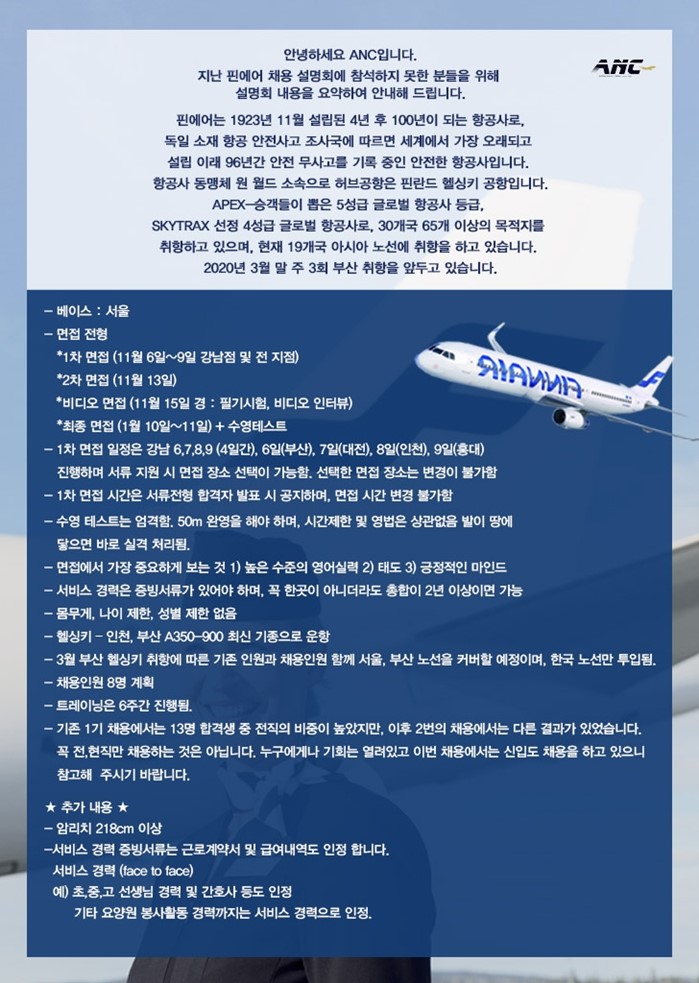 안녕하세요 ANC입니다.
ANC
지난 핀에어 채용 설명회에 참석하지 못한 분들을 위해
설명회 내용을 요약하여 안내해 드립니다.
핀에어는 1923년 11월 설립된 4년 후 100년이 되는 항공사로,
독일 소재 항공 안전사고 조사국에 따르면 세계에서 가장 오래되고
설립 이래 96년간 안전 무사고를 기록 중인 안전한 항공사입니다.
항공사 동맹체 원 월드 소속으로 허브공항은 핀란드 헬싱키 공항입니다.
APEX-승객들이 뽑은 5성급 글로벌 항공사 등급,
SKYTRAX 선정 4성급 글로벌 항공사로, 30개국 65개 이상의 목적지를
취항하고 있으며, 현재 19개국 아시아 노선에 취항을 하고 있습니다.
2020년 3월 말 주 3회 부산 취항을 앞두고 있습니다.
- 베이스 : 서울
- 면접 전형
*1차 면접 (11월 6일~9일 강남점 및 전 지점)
*2차 면접 (11월 13일)
*비디오 면접 (11월 15일 경 : 필기시험, 비디오 인터뷰)
*최종 면접 (1월 10일~11일) + 수영테스트
FINNAIR
- 1차 면접 일정은 강남 6,7,8,9 (4일간), 6일(부산), 7일(대전), 8일(인천), 9일(홍대)
진행하며 서류 지원 시 면접 장소 선택이 가능함. 선택한 면접 장소는 변경이 불가함
- 1차 면접 시간은 서류전형 합격자 발표 시 공지하며, 면접 시간 변경 불가함
- 수영 테스트는 엄격함. 50m 완영을 해야 하며, 시간제한 및 영법은 상관없음 발이 땅에
닿으면 바로 실격 처리됨.
- 면접에서 가장 중요하게 보는 것 1) 높은 수준의 영어실력 2) 태도 3) 긍정적인 마인드
- 서비스 경력은 증빙서류가 있어야 하며, 꼭 한곳이 아니더라도 총합이 2년 이상이면 가능
- 몸무게, 나이 제한, 성별 제한 없음
- 헬싱키 - 인천, 부산 A350-900 최신 기종으로 운항
- 3월 부산 헬싱키 취항에 따른 기존 인원과 채용인원 함께 서울, 부산 노선을 커버할 예정이며, 한국 노선만 투입됨.
- 채용인원 8명 계획
- 트레이닝은 6주간 진행됨.
- 기존 1기 채용에서는 13명 합격생 중 전직의 비중이 높았지만, 이후 2번의 채용에서는 다른 결과가 있었습니다.
꼭 전,현직만 채용하는 것은 아닙니다. 누구에게나 기회는 열려있고 이번 채용에서는 신입도 채용을 하고 있으니
참고해 주시기 바랍니다.
★ 추가 내용 ★
- 암리치 218cm 이상
-서비스 경력 증빙서류는 근로계약서 및 급여내역도 인정 합니다.
서비스 경력 (face to face)
예) 초,중,고 선생님 경력 및 간호사 등도 인정
기타 요양원 봉사활동 경력까지는 서비스 경력으로 인정.